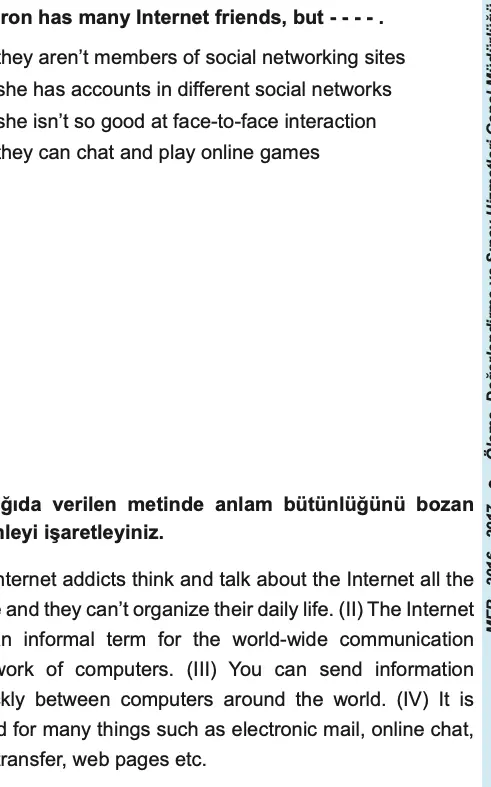 ron has many Internet friends, but - - - - .
they aren’t members of social networking sites
she has accounts in different social networks
she isn’t so good at face-to-face interaction
they can chat and play online games
ğıda verilen metinde anlam bütünlüğünü bozan
leyi işaretleyiniz.
nternet addicts think and talk about the Internet all the
and they can’t organize their daily life. (II) The Internet
n informal term for the world-wide communication
work of computers. (III) You can send information
kly between computers around the world. (IV) It is
d for many things such as electronic mail, online chat,
transfer, web pages etc.